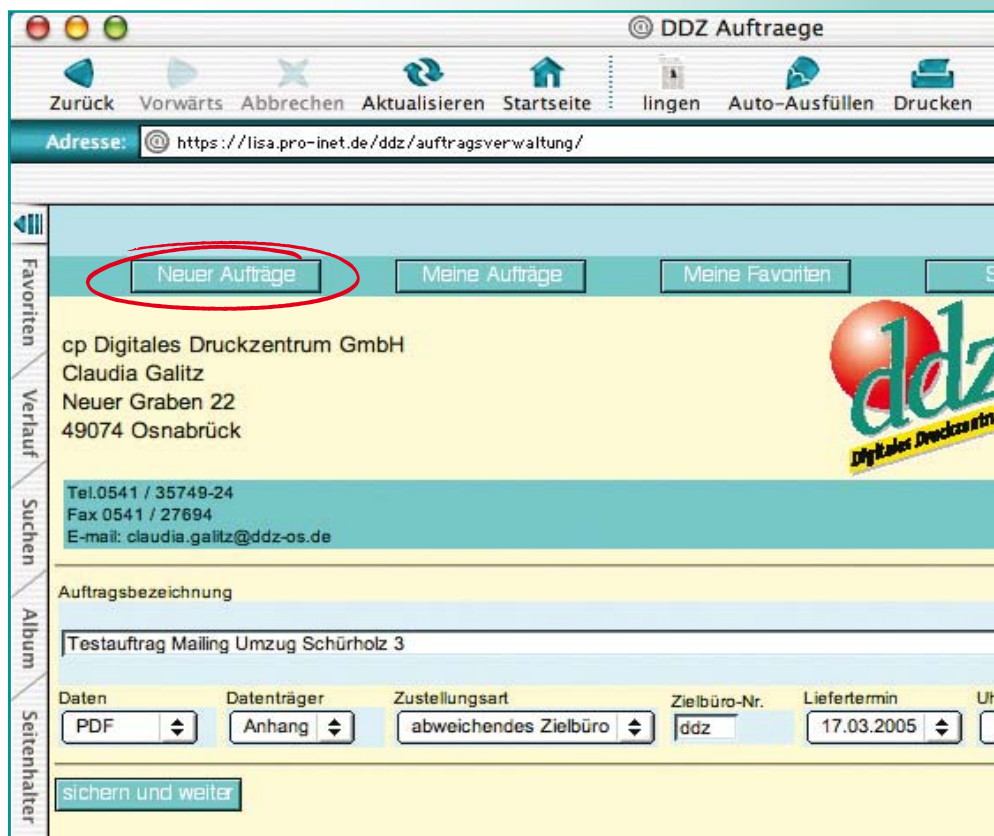 DDZ Auftraege
Zurück Vorwärts Abbrechen Aktualisieren Startseite lingen Auto-Ausfüllen Drucken
Adresse: https://lisa.pro-inet.de/ddz/auftragsverwaltung/
Favoriten
Verlauf
Suchen
Album
Seitenhalter
Neuer Aufträge Meine Aufträge Meine Favoriten S
cp Digitales Druckzentrum GmbH
Claudia Galitz
Neuer Graben 22
49074 Osnabrück
ddz
Digitales Druckzentr
Tel.0541 / 35749-24
Fax 0541 / 27694
E-mail: claudia.galitz@ddz-os.de
Auftragsbezeichnung
Testauftrag Mailing Umzug Schürholz 3
Daten Datenträger Zustellungsart Zielbüro-Nr. Liefertermin Uh
PDF Anhang abweichendes Zielbüro ddz 17.03.2005
sichern und weiter